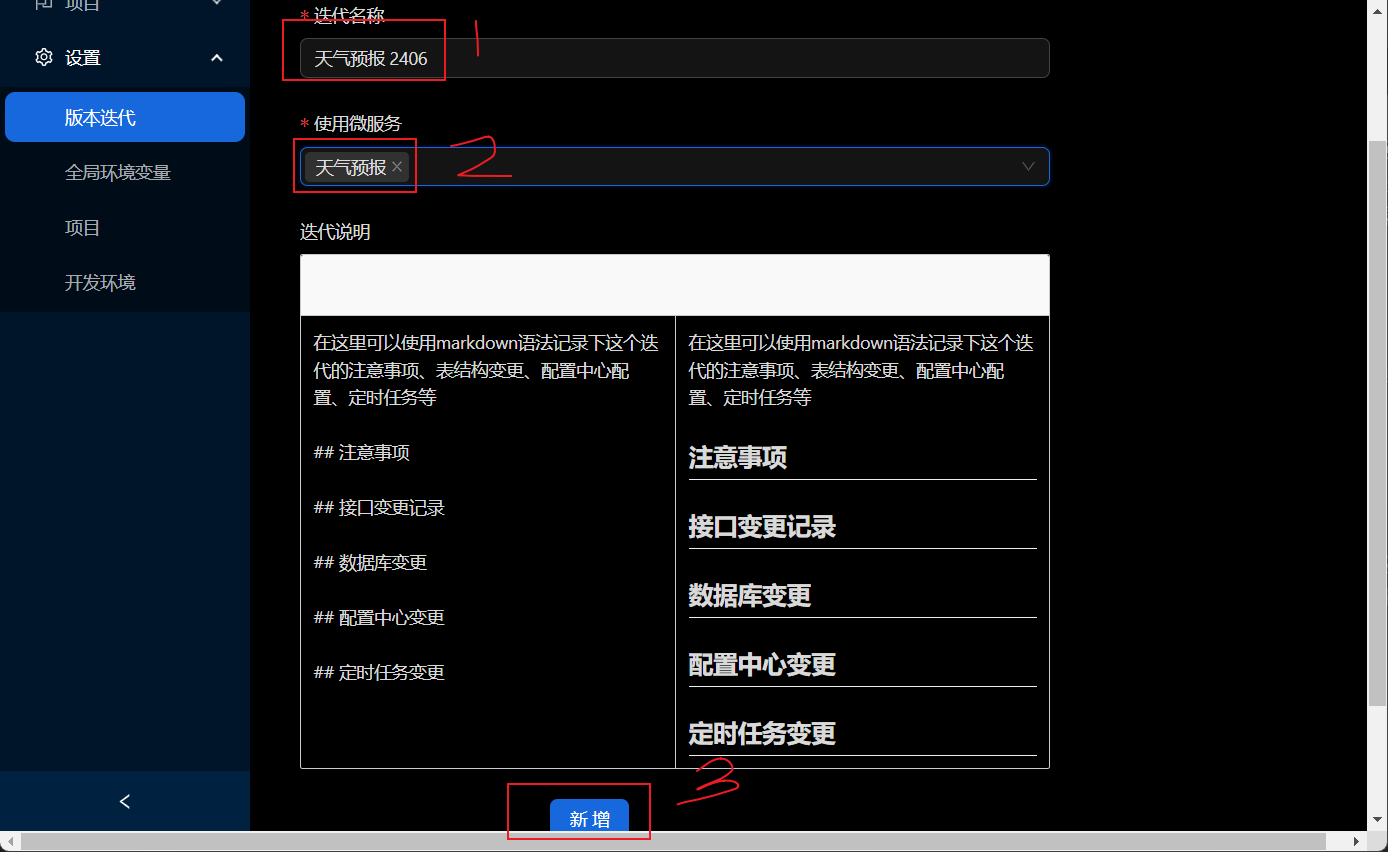 项目
设置
版本迭代
全局环境变量
项目
开发环境
* 迭代名称
天气预报 2406
1
* 使用微服务
天气预报
2
迭代说明
在这里可以使用markdown语法记录下这个迭
代的注意事项、表结构变更、配置中心配
置、定时任务等
## 注意事项
## 接口变更记录
## 数据库变更
## 配置中心变更
## 定时任务变更
在这里可以使用markdown语法记录下这个迭
代的注意事项、表结构变更、配置中心配
置、定时任务等
注意事项
接口变更记录
数据库变更
配置中心变更
定时任务变更
3
新 增